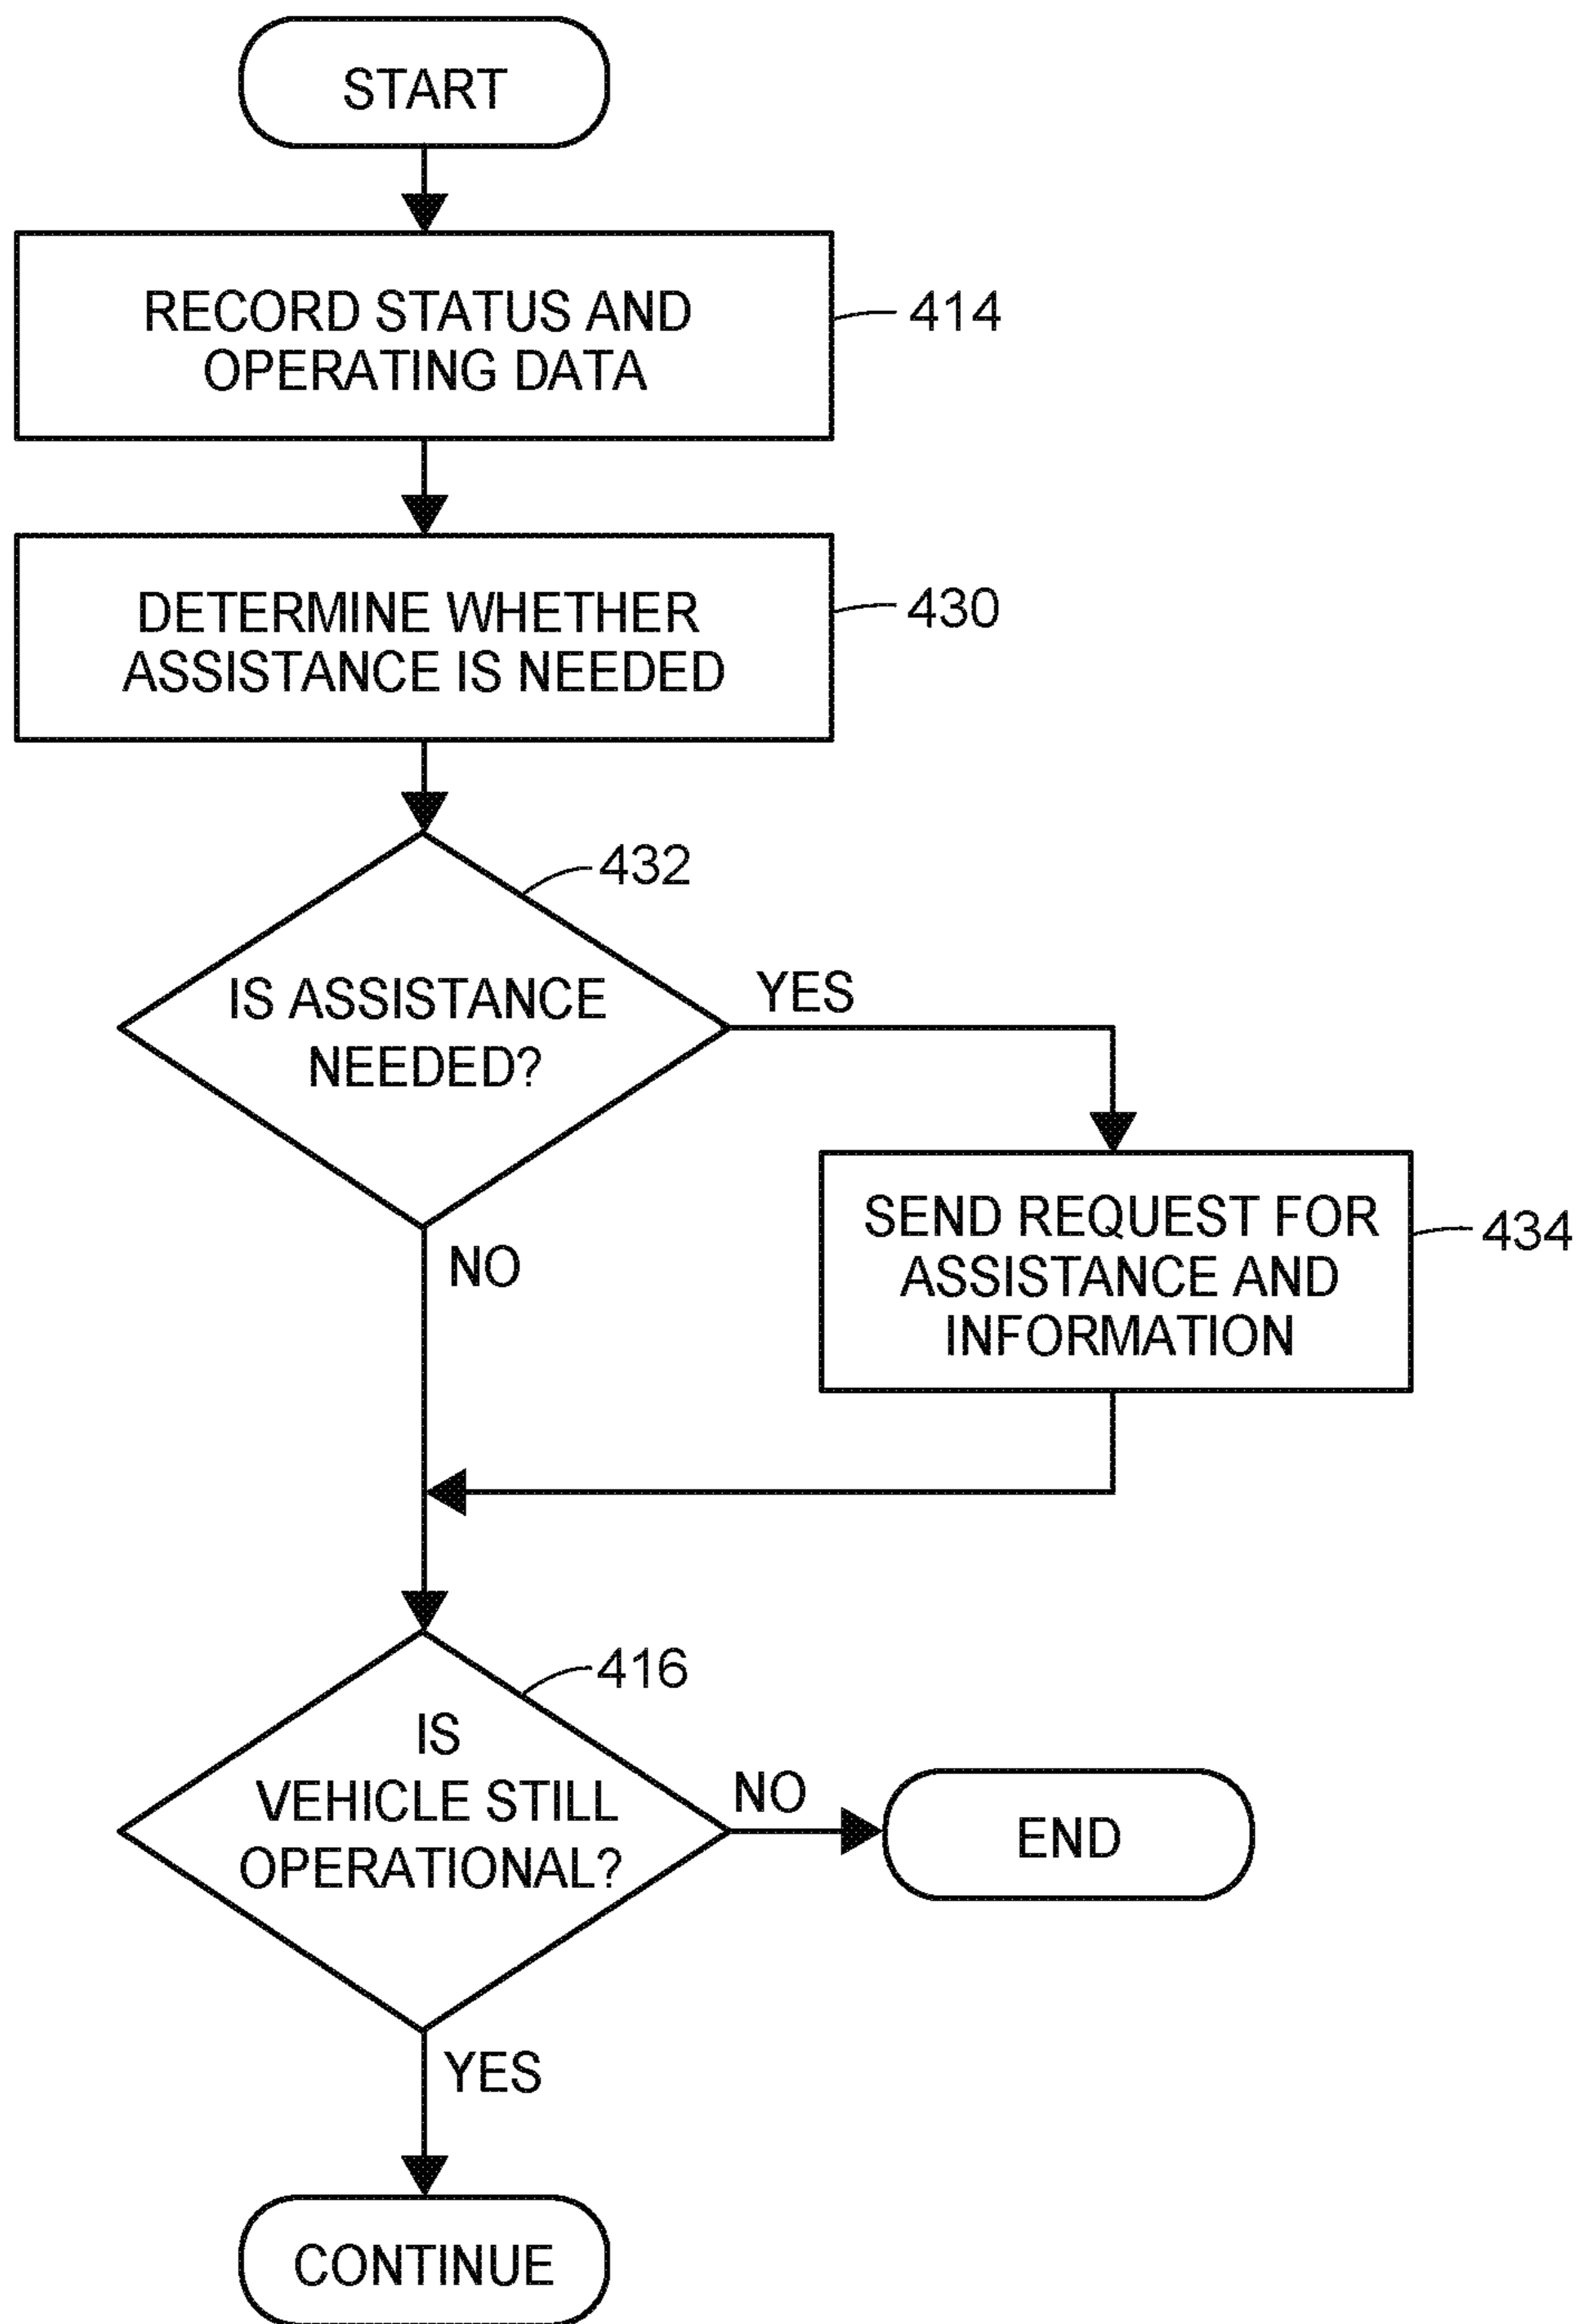 START
RECORD STATUS AND
OPERATING DATA
414
DETERMINE WHETHER
ASSISTANCE IS NEEDED
430
432
IS ASSISTANCE
NEEDED?
YES
NO
SEND REQUEST FOR
ASSISTANCE AND
INFORMATION
434
416
IS
VEHICLE STILL
OPERATIONAL?
NO
END
YES
CONTINUE